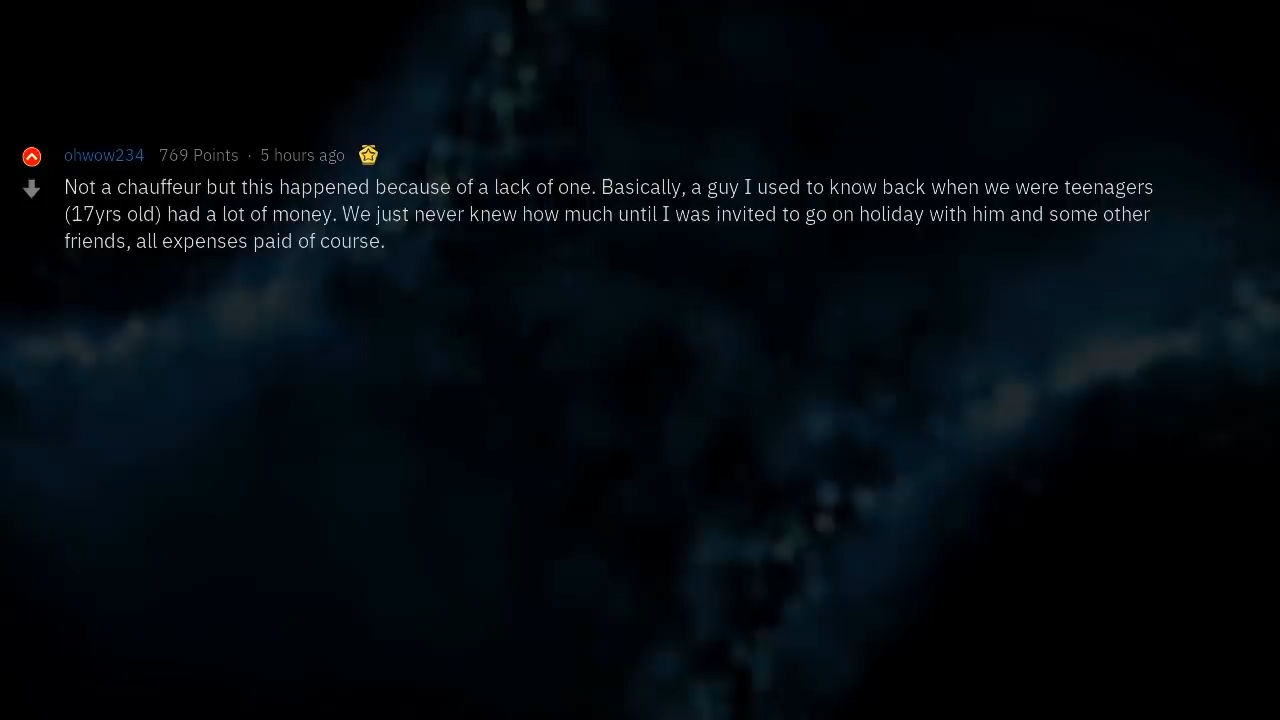 ohwow234 769 Points · 5 hours ago
Not a chauffeur but this happened because of a lack of one. Basically, a guy I used to know back when we were teenagers
(17yrs old) had a lot of money. We just never knew how much until I was invited to go on holiday with him and some other
friends, all expenses paid of course.